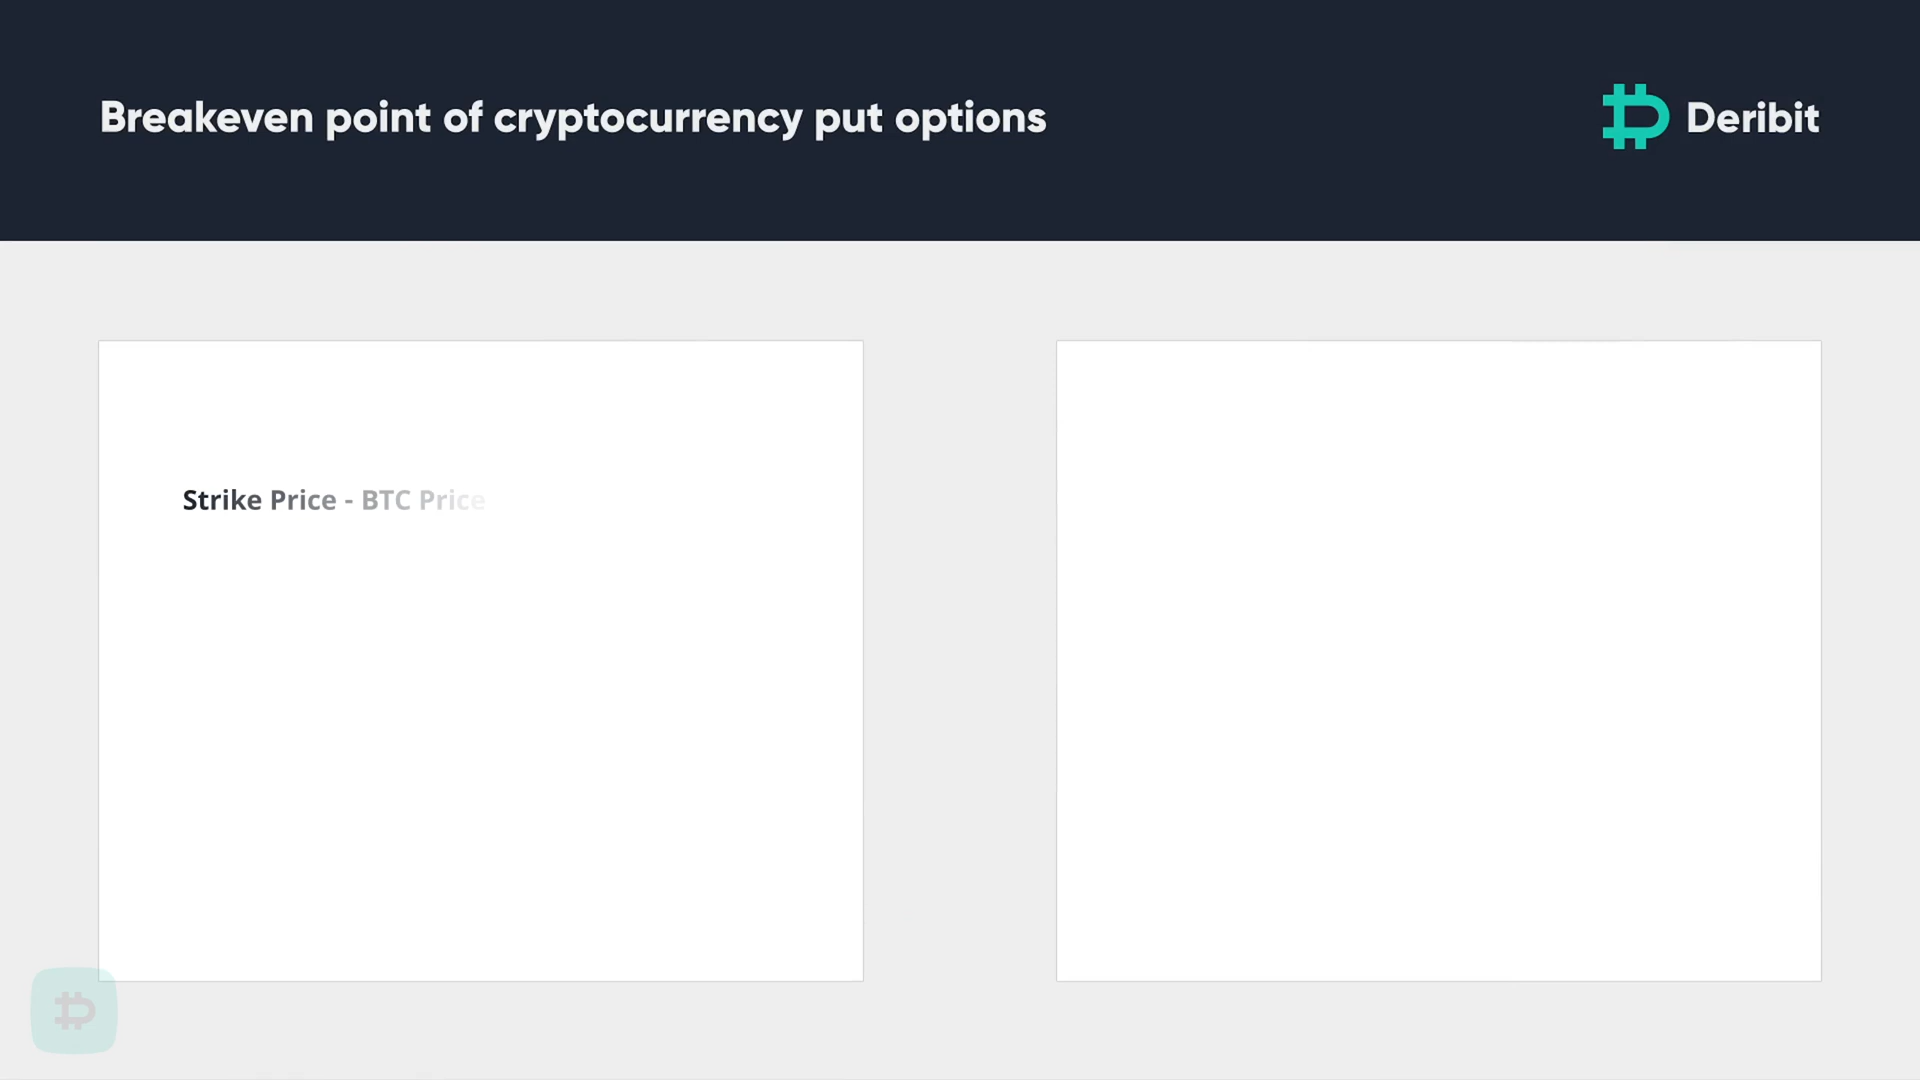 Breakeven point of cryptocurrency put options
Deribit
Strike Price - BTC Price